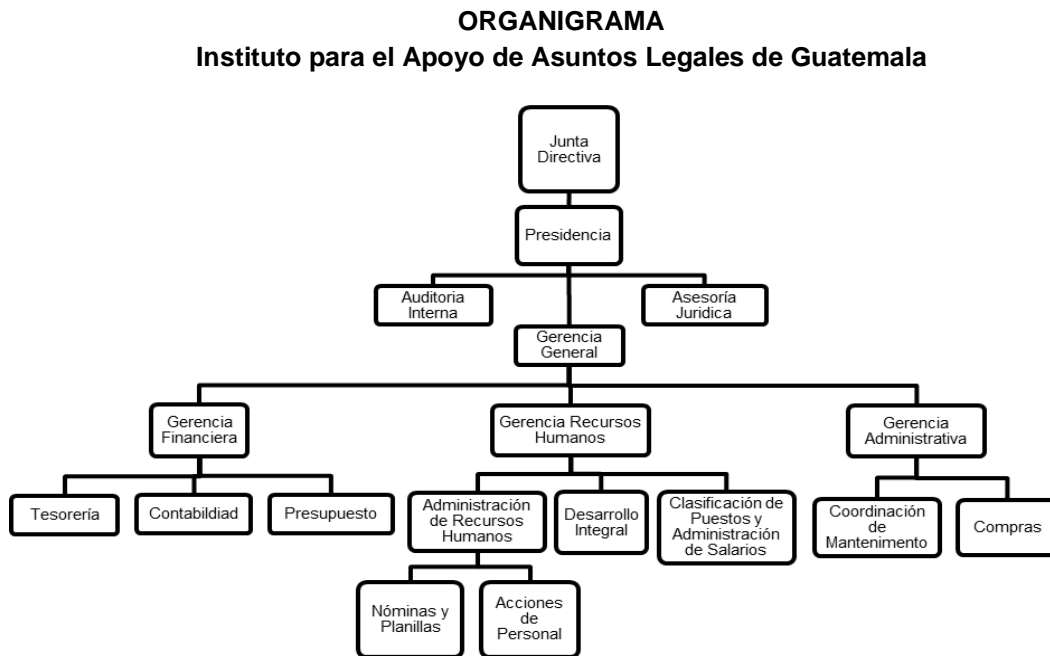 ORGANIGRAMA
Instituto para el Apoyo de Asuntos Legales de Guatemala
Junta
Directiva
Presidencia
Auditoria
Interna
Asesoría
Juridica
Gerencia
General
Gerencia
Financiera
Gerencia Recursos
Humanos
Gerencia
Administrativa
Tesorería
Contabildiad
Presupuesto
Administración
de Recursos
Humanos
Desarrollo
Integral
Clasificación de
Puestos y
Administración
de Salarios
Coordinación
de
Mantenimento
Compras
Nóminas y
Planillas
Acciones
de
Personal